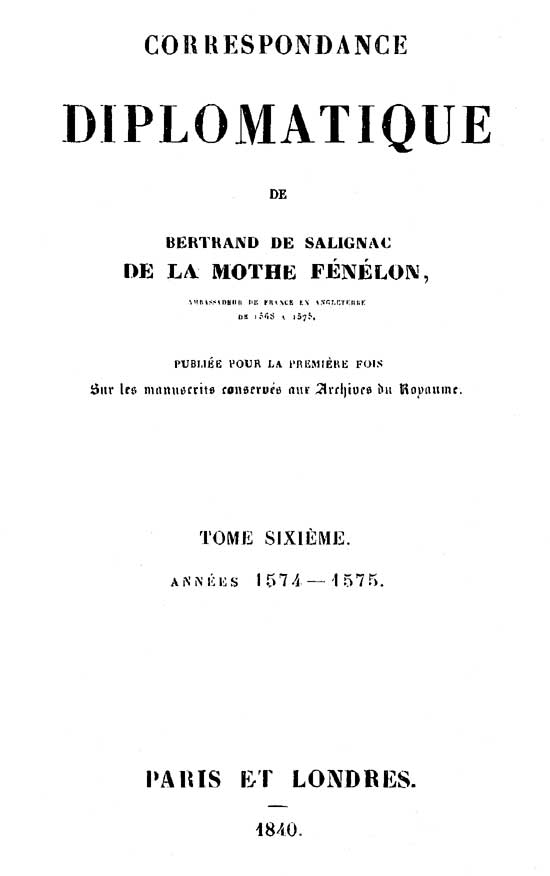 CORRESPONDANCE
DIPLOMATIQUE
DE
BERTRAND DE SALIGNAC
DE LA MOTHE FÉNÉLON,
AMBASSADEUR DE FRANCE EN ANGLETERRE
DE 1568 A 1575,
PUBLIÉE POUR LA PREMIÈRE FOIS
Sur les manuscrits conservés aux Archives du Royaume.
TOME SIXIÈME.
ANNÉES 1574—1575.
PARIS ET LONDRES.
1840.